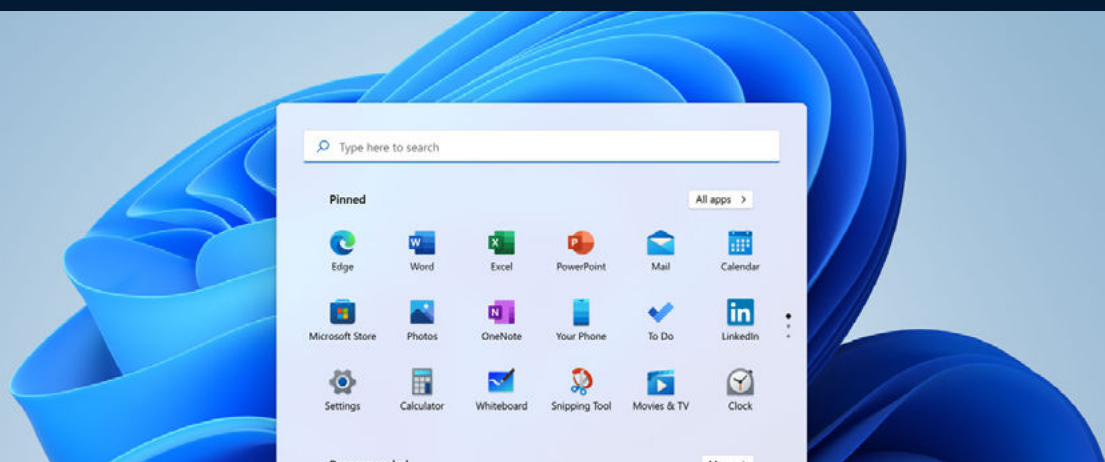 Type here to search
Pinned
All apps >
Edge
Word
Excel
PowerPoint
Mail
Calendar
Microsoft Store
Photos
OneNote
Your Phone
To Do
LinkedIn
Settings
Calculator
Whiteboard
Snipping Tool
Movies & TV
Clock